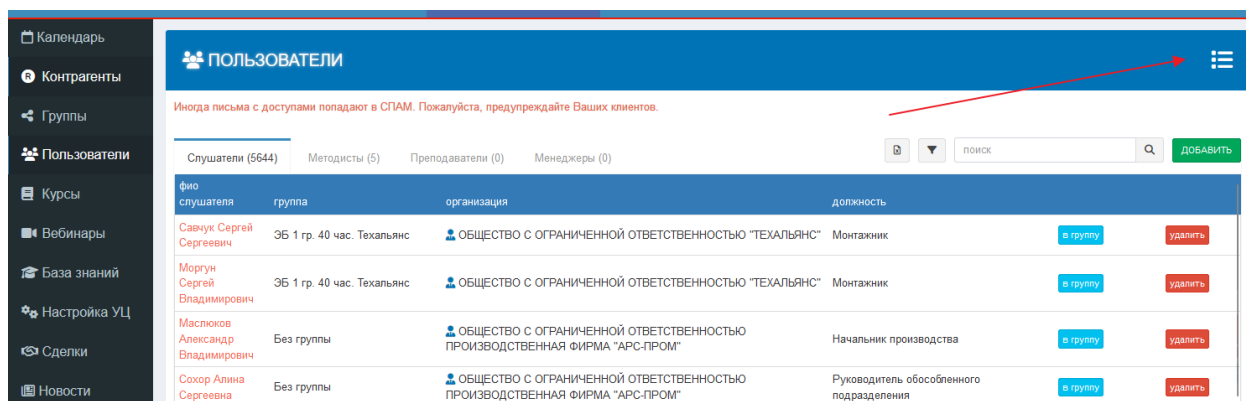 Календарь
ПОЛЬЗОВАТЕЛИ
Контрагенты
Иногда письма с доступами попадают в СПАМ. Пожалуйста, предупреждайте Ваших клиентов.
Группы
Пользователи
Слушатели (5644) Методисты (5) Преподаватели (0) Менеджеры (0) поиск ДОБАВИТЬ
Курсы
фио
слушателя группа организация должность
Вебинары
Савчук Сергей
Сергеевич ЭБ 1 гр. 40 час. Техальянс ОБЩЕСТВО С ОГРАНИЧЕННОЙ ОТВЕТСТВЕННОСТЬЮ "ТЕХАЛЬЯНС" Монтажник в группу удалить
База знаний
Моргун
Сергей
Владимирович ЭБ 1 гр. 40 час. Техальянс ОБЩЕСТВО С ОГРАНИЧЕННОЙ ОТВЕТСТВЕННОСТЬЮ "ТЕХАЛЬЯНС" Монтажник в группу удалить
Настройка УЦ
Маслюков
Александр
Владимирович Без группы ОБЩЕСТВО С ОГРАНИЧЕННОЙ ОТВЕТСТВЕННОСТЬЮ
ПРОИЗВОДСТВЕННАЯ ФИРМА "АРС-ПРОМ" Начальник производства в группу удалить
Сделки
Сохор Алина
Сергеевна Без группы ОБЩЕСТВО С ОГРАНИЧЕННОЙ ОТВЕТСТВЕННОСТЬЮ
ПРОИЗВОДСТВЕННАЯ ФИРМА "АРС-ПРОМ" Руководитель обособленного
подразделения в группу удалить
Новости